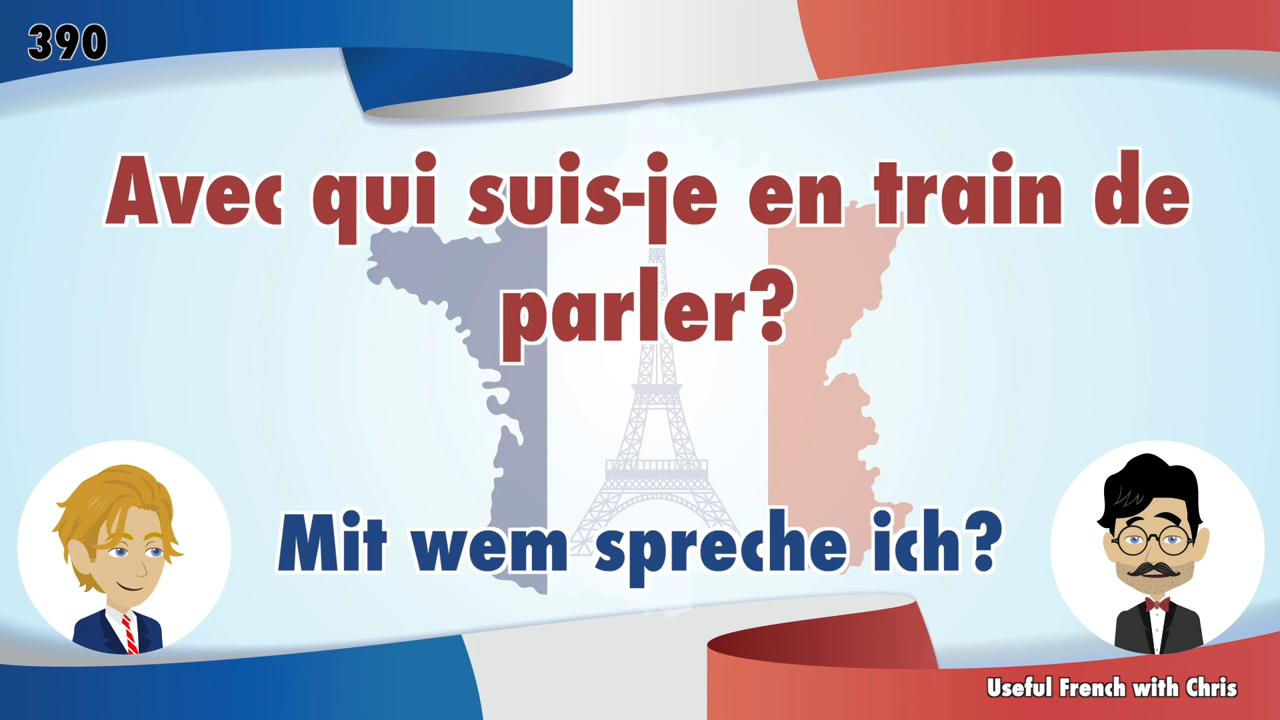 390
Avec qui suis-je en train de
parler?
Mit wem spreche ich?
Useful French with Chris